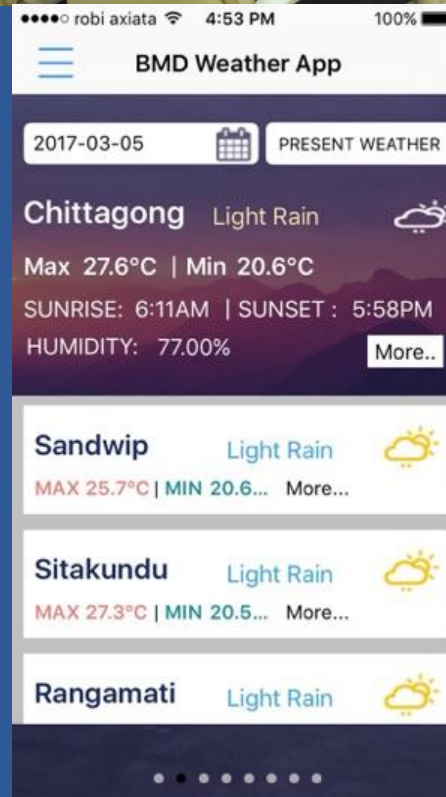 robi axiata 4:53 PM 100%
BMD Weather App
2017-03-05 PRESENT WEATHER
Chittagong Light Rain
Max 27.6°C | Min 20.6°C
SUNRISE: 6:11AM | SUNSET : 5:58PM
HUMIDITY: 77.00% More..
Sandwip Light Rain
MAX 25.7°C | MIN 20.6... More...
Sitakundu Light Rain
MAX 27.3°C | MIN 20.5... More...
Rangamati Light Rain